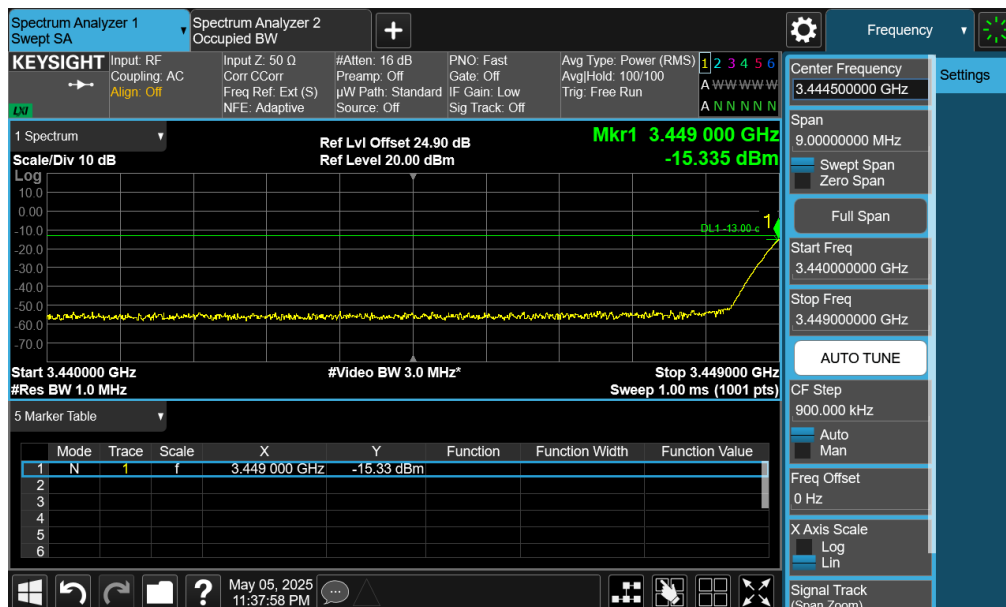 Spectrum Analyzer 1
Swept SA
Spectrum Analyzer 2
Occupied BW
+
Frequency
KEYSIGHT
LXI
Input: RF
Coupling: AC
Align: Off
Input Z: 50 Ω
Corr CCorr
Freq Ref: Ext (S)
NFE: Adaptive
#Atten: 16 dB
Preamp: Off
µW Path: Standard
Source: Off
PNO: Fast
Gate: Off
IF Gain: Low
Sig Track: Off
Avg Type: Power (RMS)
Avg|Hold: 100/100
Trig: Free Run
1 2 3 4 5 6
A W W W W W
A N N N N N
1 Spectrum
Scale/Div 10 dB
Log
Ref Lvl Offset 24.90 dB
Ref Level 20.00 dBm
Mkr1 3.449 000 GHz
-15.335 dBm
10.0
0.00
-10.0
-20.0
-30.0
-40.0
-50.0
-60.0
-70.0
DL1 -13.00
1
Start 3.440000 GHz
#Res BW 1.0 MHz
#Video BW 3.0 MHz*
Stop 3.449000 GHz
Sweep 1.00 ms (1001 pts)
5 Marker Table
Mode Trace Scale X Y Function Function Width Function Value
1 N 1 f 3.449 000 GHz -15.33 dBm
2
3
4
5
6
?
May 05, 2025
11:37:58 PM
Center Frequency
3.444500000 GHz
Settings
Span
9.00000000 MHz
Swept Span
Zero Span
Full Span
Start Freq
3.440000000 GHz
Stop Freq
3.449000000 GHz
AUTO TUNE
CF Step
900.000 kHz
Auto
Man
Freq Offset
0 Hz
X Axis Scale
Log
Lin
Signal Track
(Span Zoom)